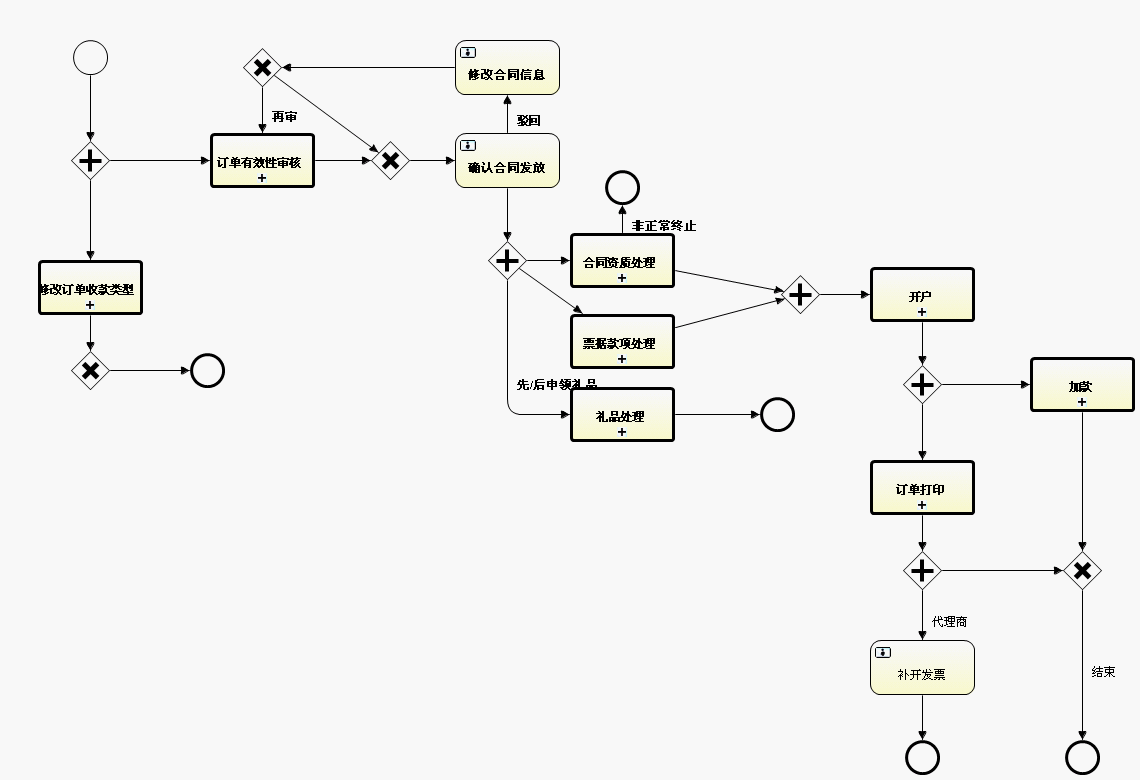 修改合同信息
再审
驳回
订单有效性审核
确认合同发放
非正常终止
合同资质处理
修改订单收款类型
开户
票据款项处理
先/后申领礼品
加款
礼品处理
订单打印
代理商
补开发票
结束